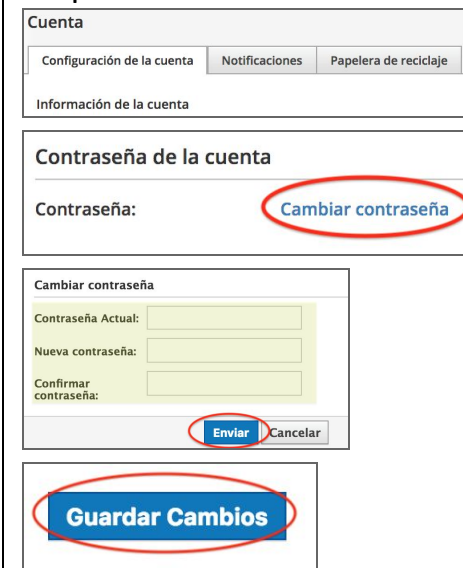 Cuenta
Configuración de la cuenta Notificaciones Papelera de reciclaje
Información de la cuenta
Contraseña de la cuenta
Contraseña: Cambiar contraseña
Cambiar contraseña
Contraseña Actual:
Nueva contraseña:
Confirmar
contraseña:
Enviar Cancelar
Guardar Cambios